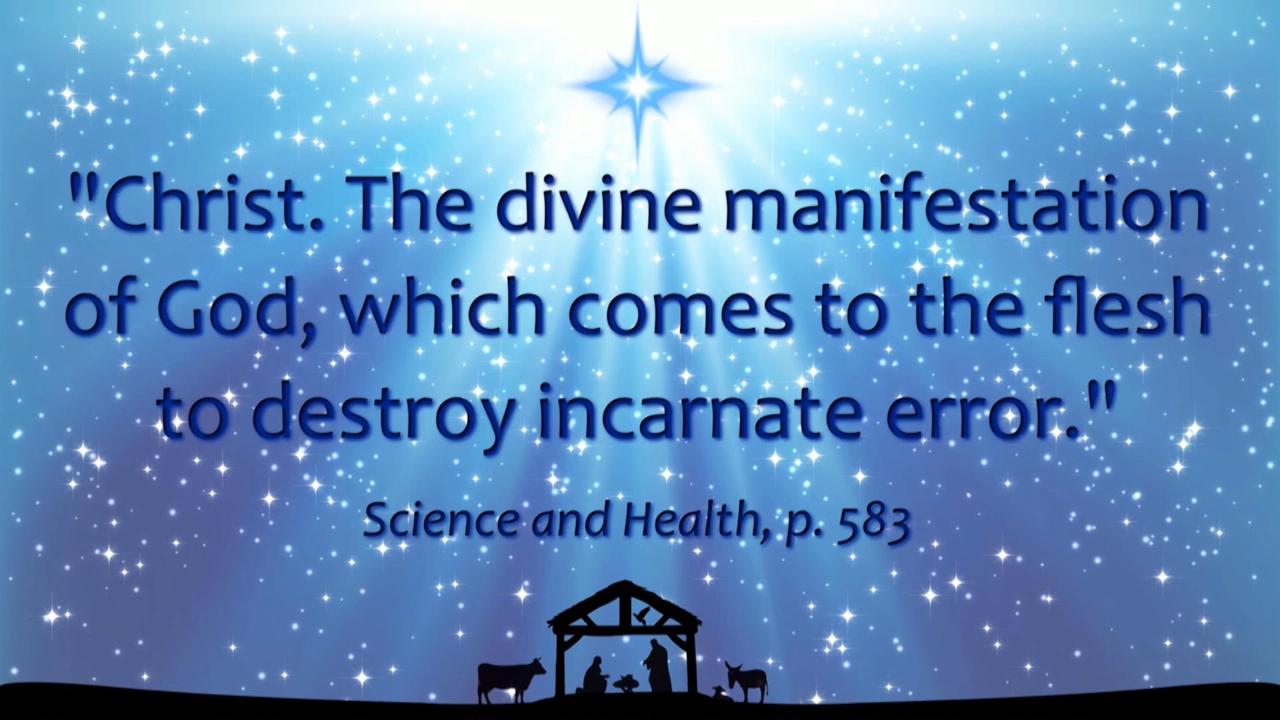 "Christ. The divine manifestation
of God, which comes to the flesh
to destroy incarnate error."
Science and Health, p. 583